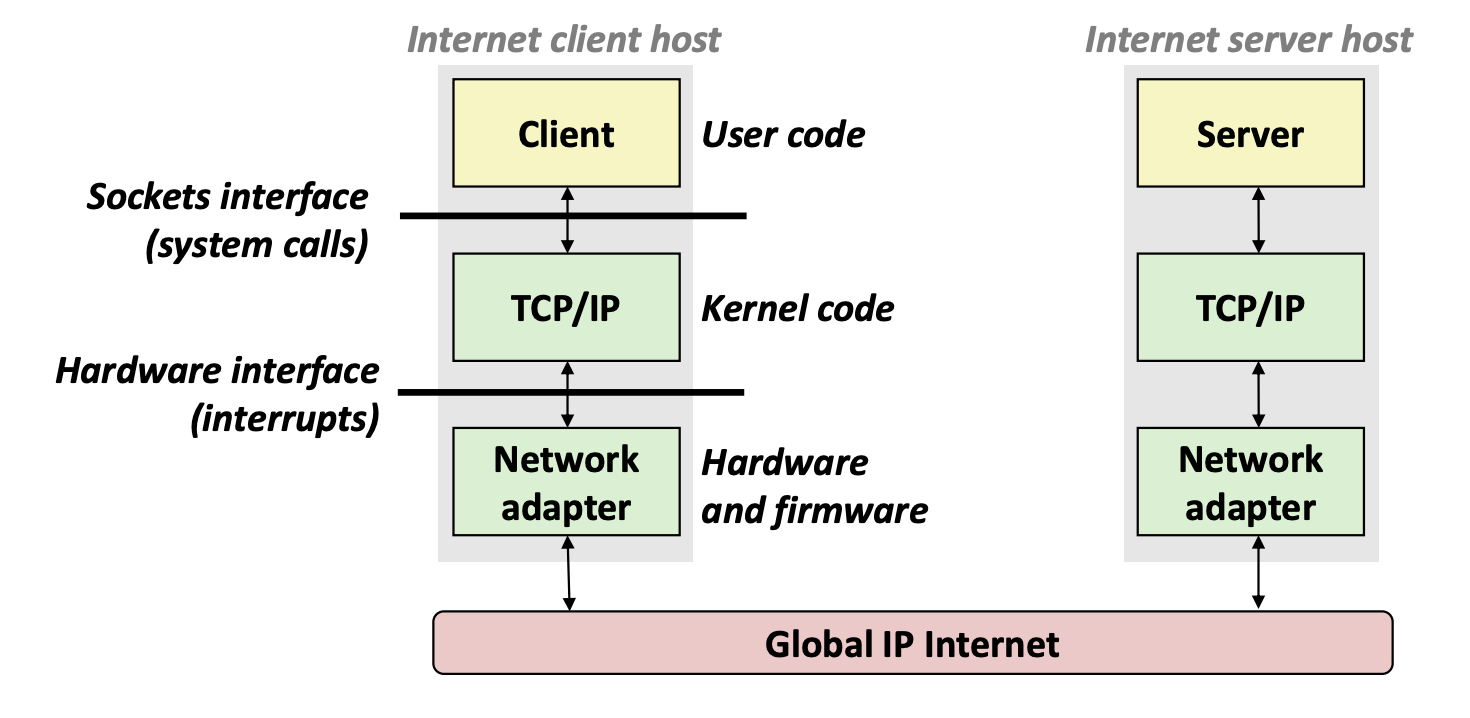 Internet client host
Internet server host
Client
User code
Server
Sockets interface
(system calls)
TCP/IP
Kernel code
TCP/IP
Hardware interface
(interrupts)
Network
adapter
Hardware
and firmware
Network
adapter
Global IP Internet